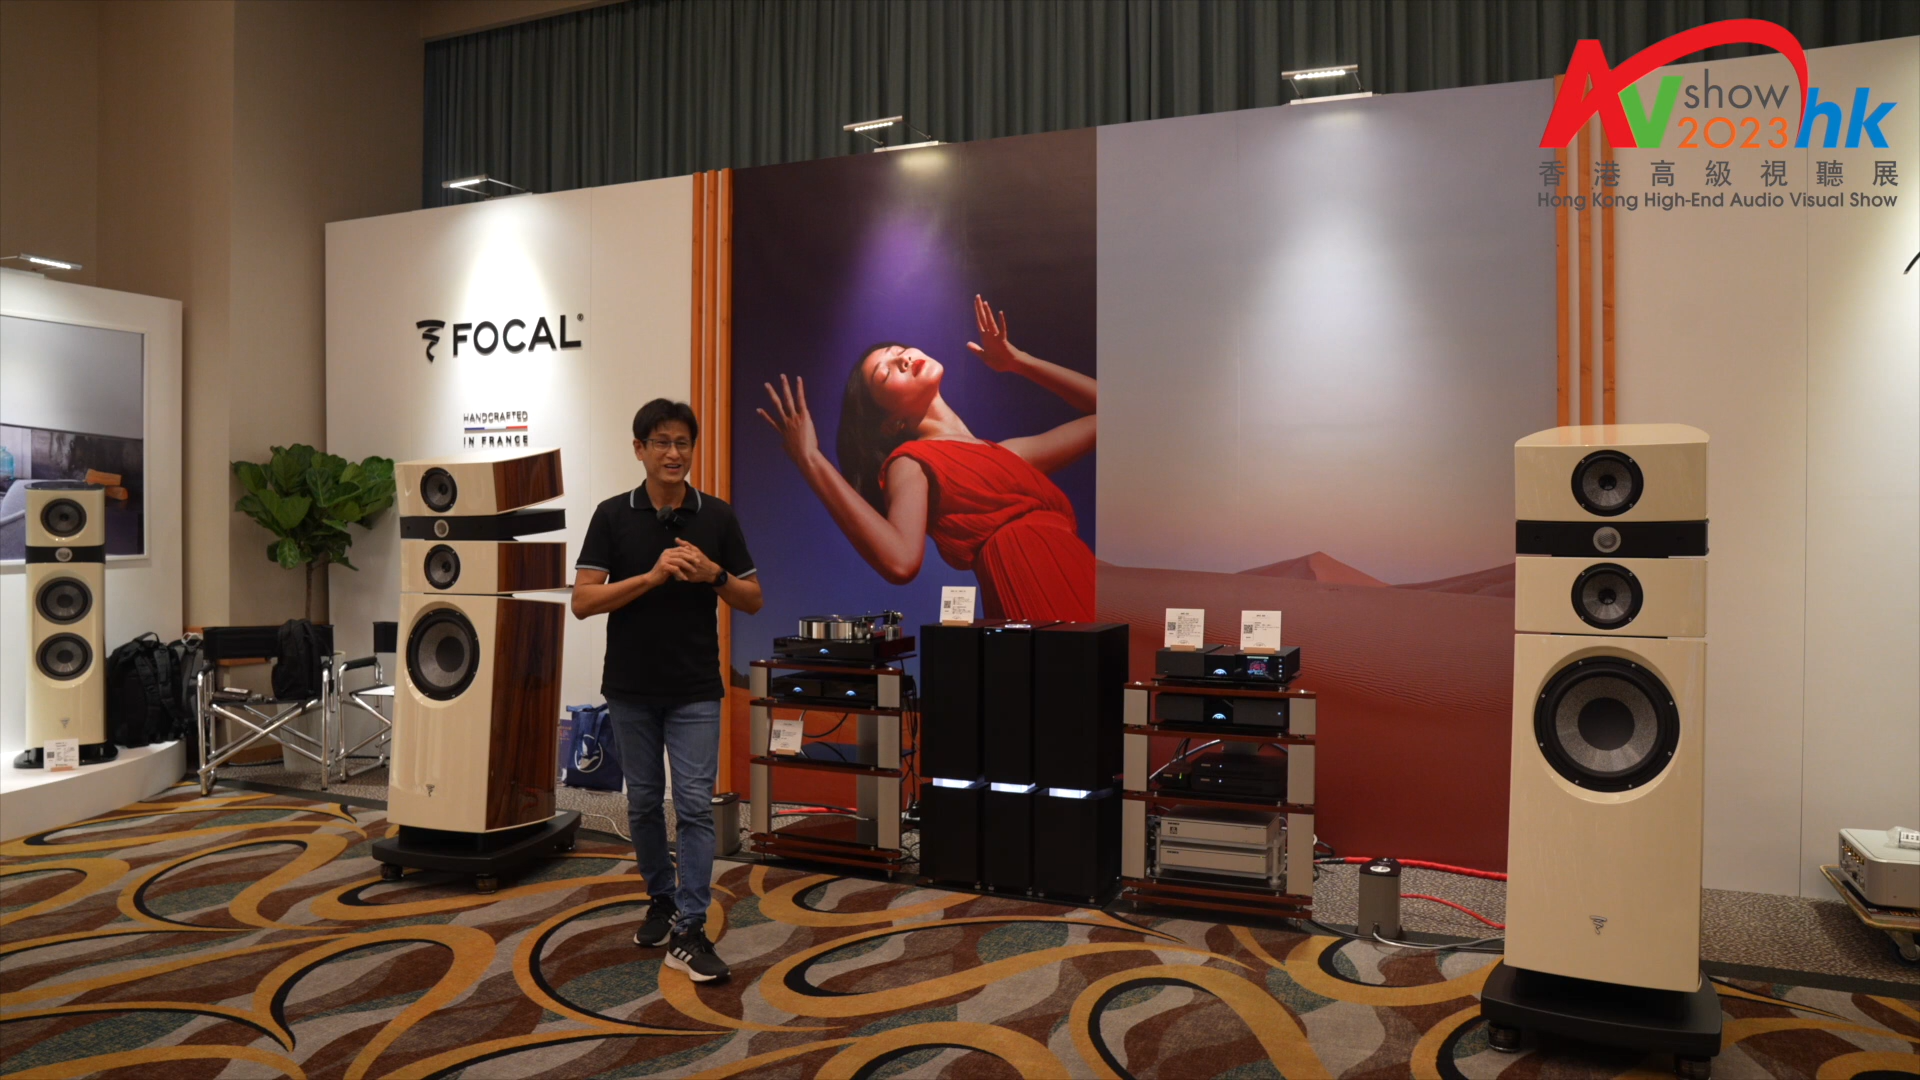 AV show 2023 hk
香港高級視聽展
Hong Kong High-End Audio Visual Show
FOCAL®
HANDCRAFTED
IN FRANCE